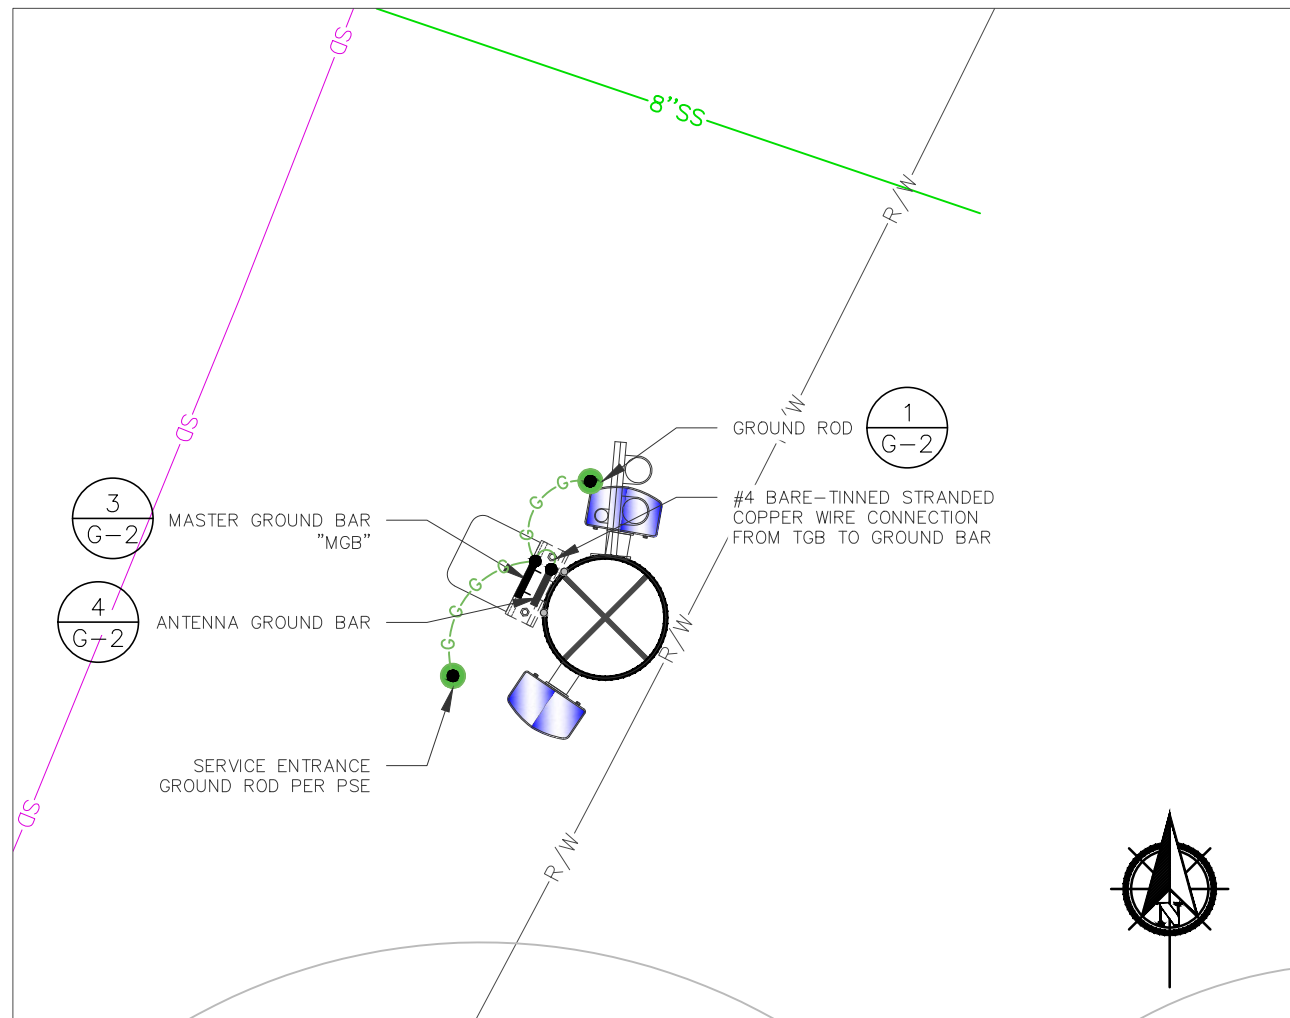 SD
8"SS
R/W
SD
/W
1
G-2
GROUND ROD
G
G
G
G
G
G
G
3
G-2
MASTER GROUND BAR
"MGB"
#4 BARE-TINNED STRANDED
COPPER WIRE CONNECTION
FROM TGB TO GROUND BAR
4
G-2
ANTENNA GROUND BAR
R/W
SERVICE ENTRANCE
GROUND ROD PER PSE
SD
R/W
N